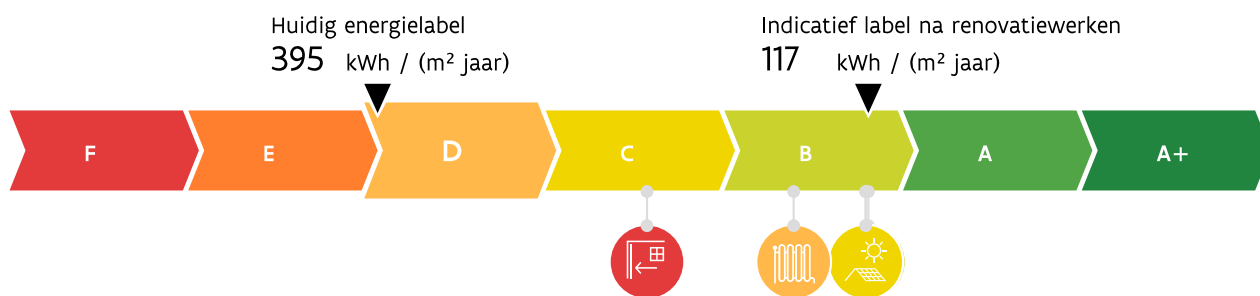 Huidig energielabel
395 kWh / (m² jaar)
Indicatief label na renovatiewerken
117 kWh / (m² jaar)
F E D C B A A+